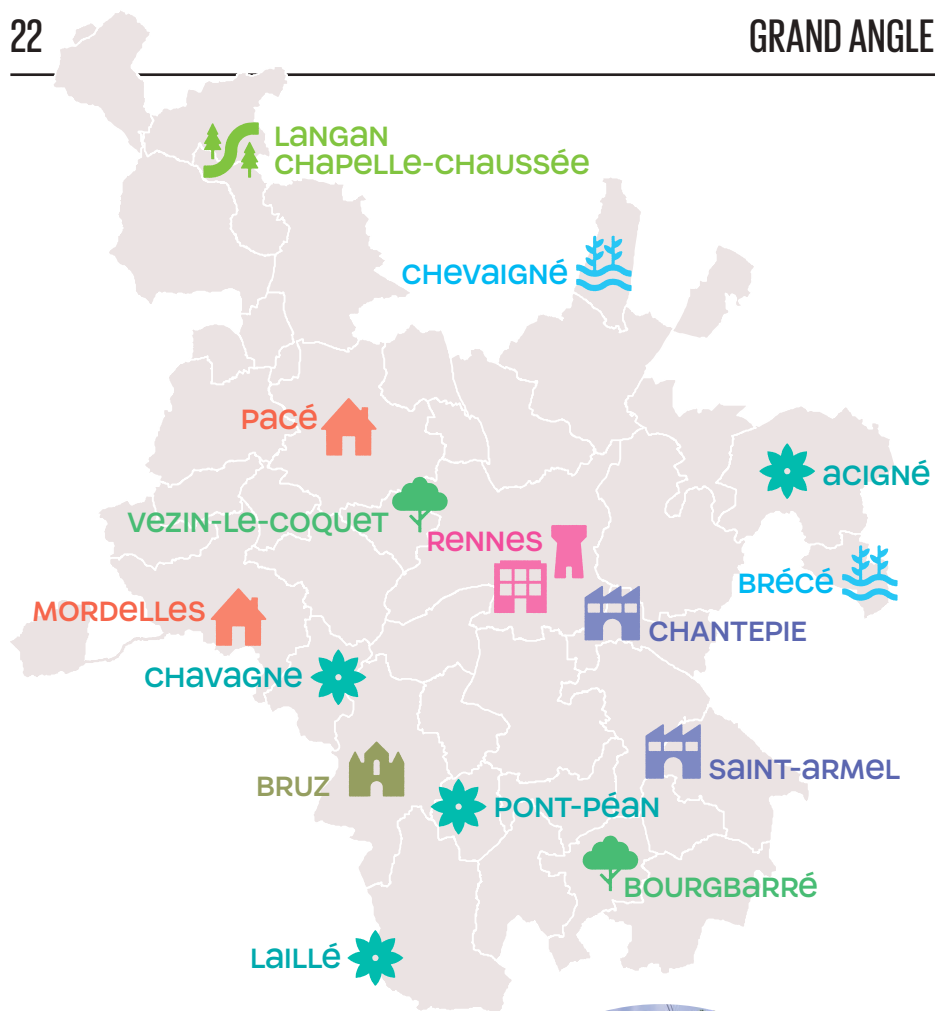 22
GRAND ANGLE
LANGAN
CHAPELLE-CHAUSSÉE
CHEVAIGNÉ
PACÉ
ACIGNÉ
VEZIN-LE-COQUET
RENNES
BRÉCÉ
MORDELLES
CHANTEPIE
CHAVAGNE
SAINT-ARMEL
BRUZ
PONT-PÉAN
BOURGBARRÉ
LAILLÉ